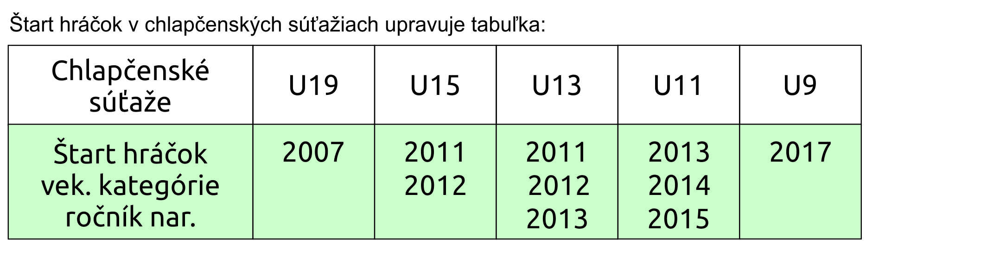 Štart hráčok v chlapčenských súťažiach upravuje tabuľka:
Chlapčenské
súťaže
U19 U15 U13 U11 U9
Štart hráčok
vek. kategórie
ročník nar.
2007 2011 2011 2013 2017
2012 2012 2014
2013 2015